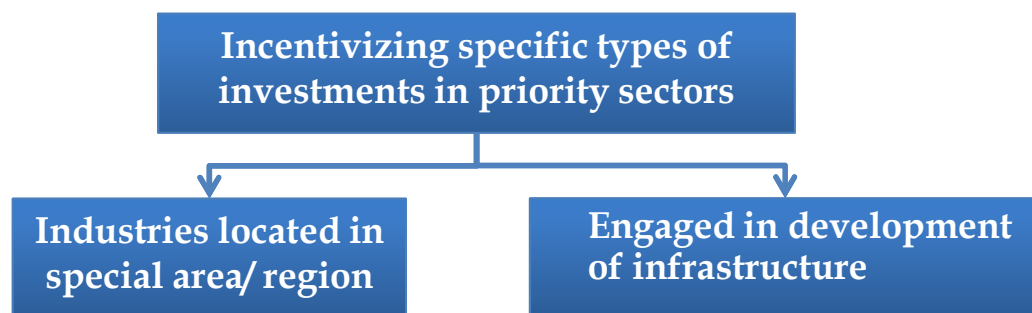 Incentivizing specific types of
investments in priority sectors
Industries located in
special area/ region
Engaged in development
of infrastructure